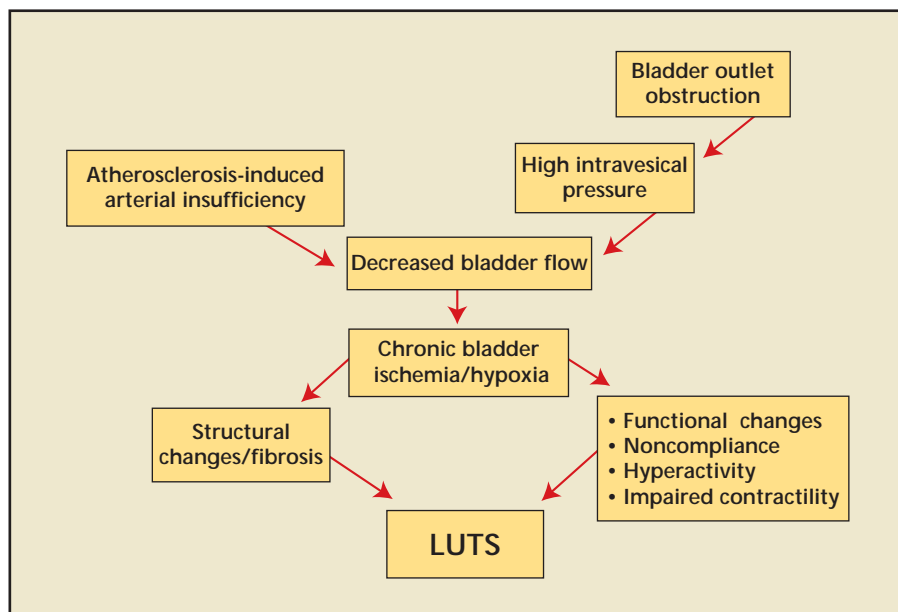 Bladder outlet
obstruction
High intravesical
pressure
Atherosclerosis-induced
arterial insufficiency
Decreased bladder flow
Chronic bladder
ischemia/hypoxia
Structural
changes/fibrosis
• Functional changes
• Noncompliance
• Hyperactivity
• Impaired contractility
LUTS